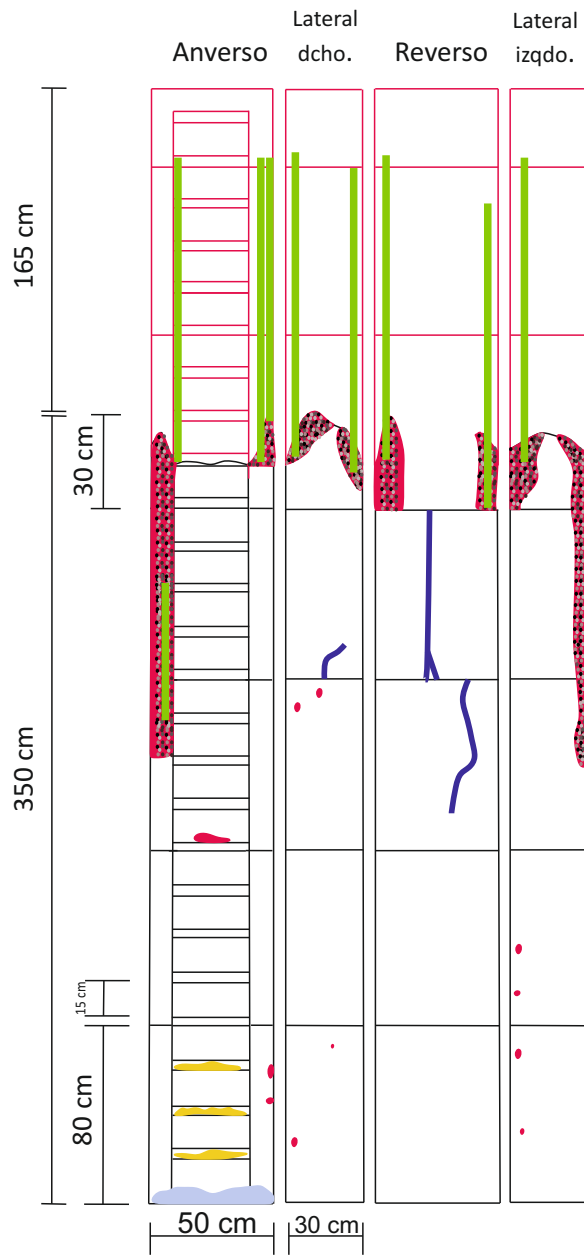 Anverso
Lateral
dcho.
Reverso
Lateral
izqdo.
165 cm
30 cm
350 cm
15 cm
80 cm
50 cm
30 cm